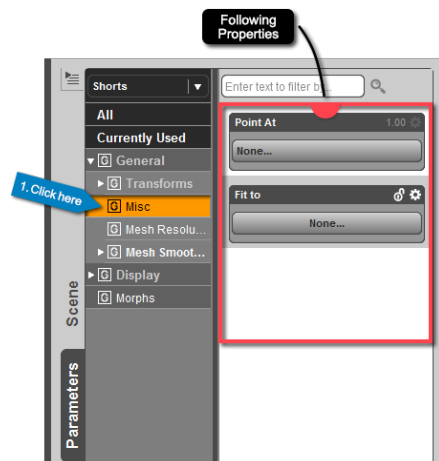 Following
Properties
Shorts
Enter text to filter by...
All
Currently Used
G General
G Transforms
G Misc
G Mesh Resolu...
G Mesh Smoot...
G Display
G Morphs
1. Click here
Point At 1.00
None...
Fit to
None...
Scene
Parameters